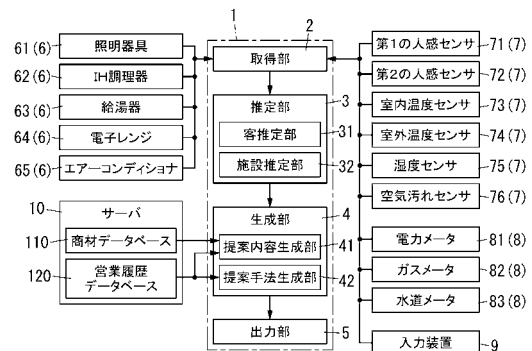 1
2
取得部
61(6)
照明器具
62(6)
IH調理器
63(6)
給湯器
64(6)
電子レンジ
65(6)
エアーコンディショナ
推定部
3
客推定部
31
施設推定部
32
10
サーバ
110
商材データベース
120
営業履歴
データベース
生成部
4
提案内容生成部
41
提案手法生成部
42
出力部
5
第1の人感センサ
71(7)
第2の人感センサ
72(7)
室内温度センサ
73(7)
室外温度センサ
74(7)
湿度センサ
75(7)
空気汚れセンサ
76(7)
電力メータ
81(8)
ガスメータ
82(8)
水道メータ
83(8)
入力装置
9